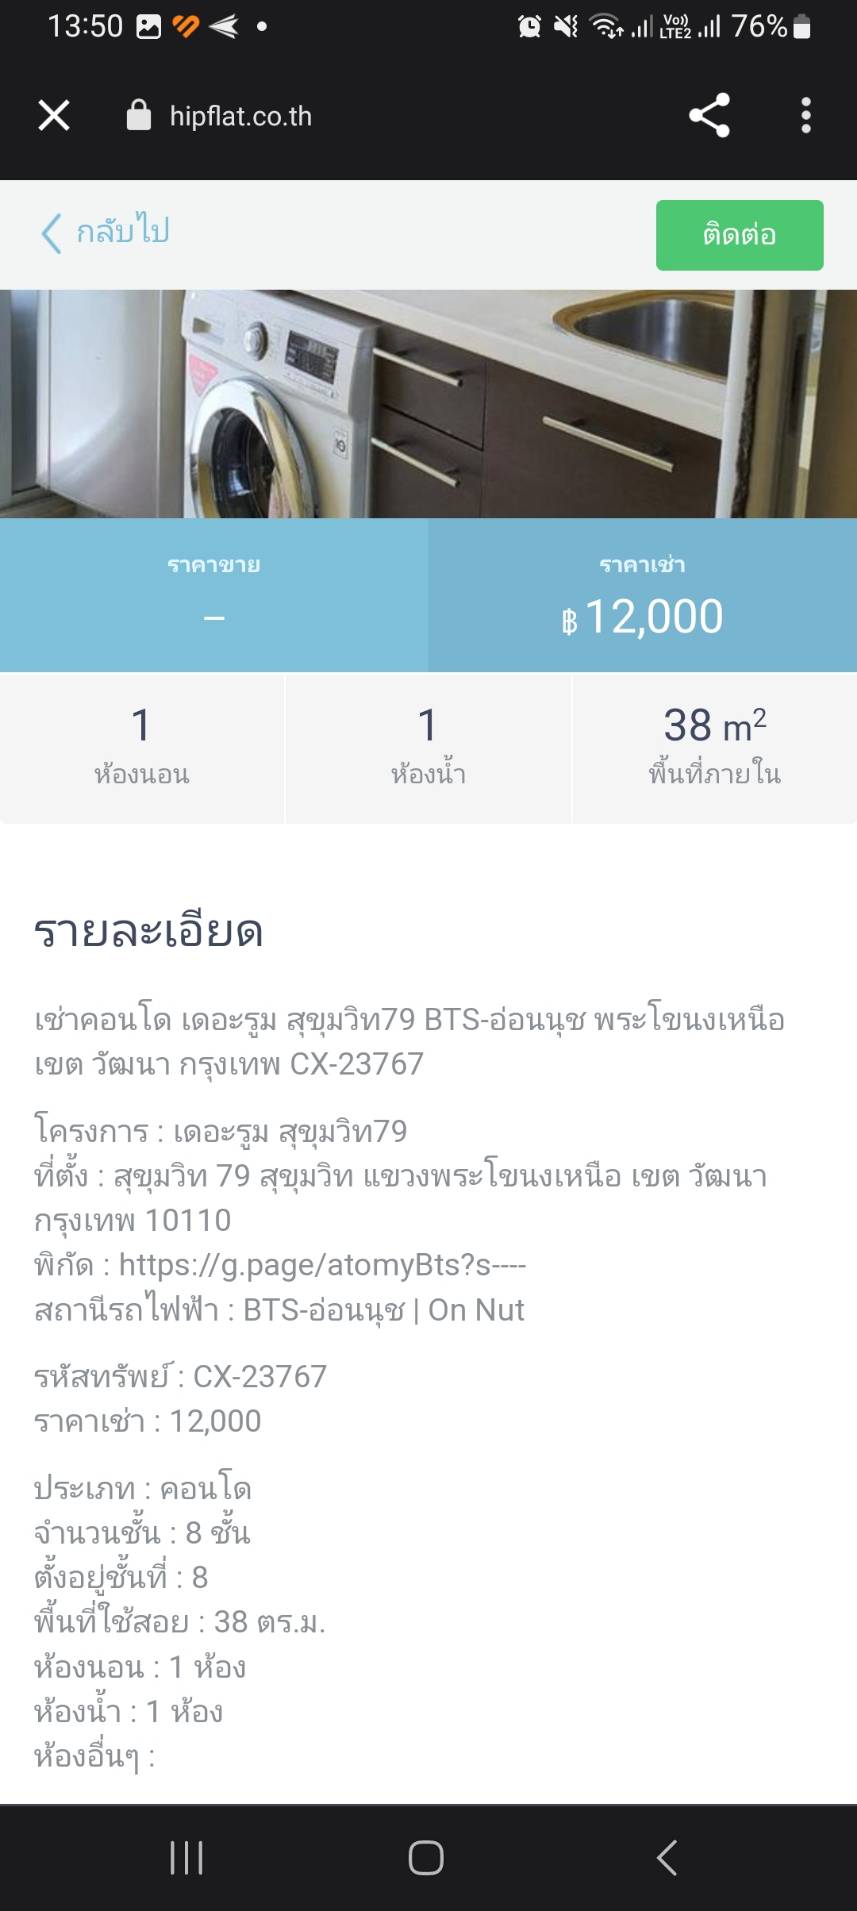 13:50
Vo)) LTE2 76%
hipflat.co.th
กลับไป
ติดต่อ
ราคาขาย
ราคาเช่า
–
฿12,000
1
1
38 m²
ห้องนอน
ห้องน้ำ
พื้นที่ภายใน
รายละเอียด
เช่าคอนโด เดอะรูม สุขุมวิท79 BTS-อ่อนนุช พระโขนงเหนือ
เขต วัฒนา กรุงเทพ CX-23767
โครงการ : เดอะรูม สุขุมวิท79
ที่ตั้ง : สุขุมวิท 79 สุขุมวิท แขวงพระโขนงเหนือ เขต วัฒนา
กรุงเทพ 10110
พิกัด : https://g.page/atomyBts?s----
สถานีรถไฟฟ้า : BTS-อ่อนนุช | On Nut
รหัสทรัพย์ : CX-23767
ราคาเช่า : 12,000
ประเภท : คอนโด
จำนวนชั้น : 8 ชั้น
ตั้งอยู่ชั้นที่ : 8
พื้นที่ใช้สอย : 38 ตร.ม.
ห้องนอน : 1 ห้อง
ห้องน้ำ : 1 ห้อง
ห้องอื่นๆ :